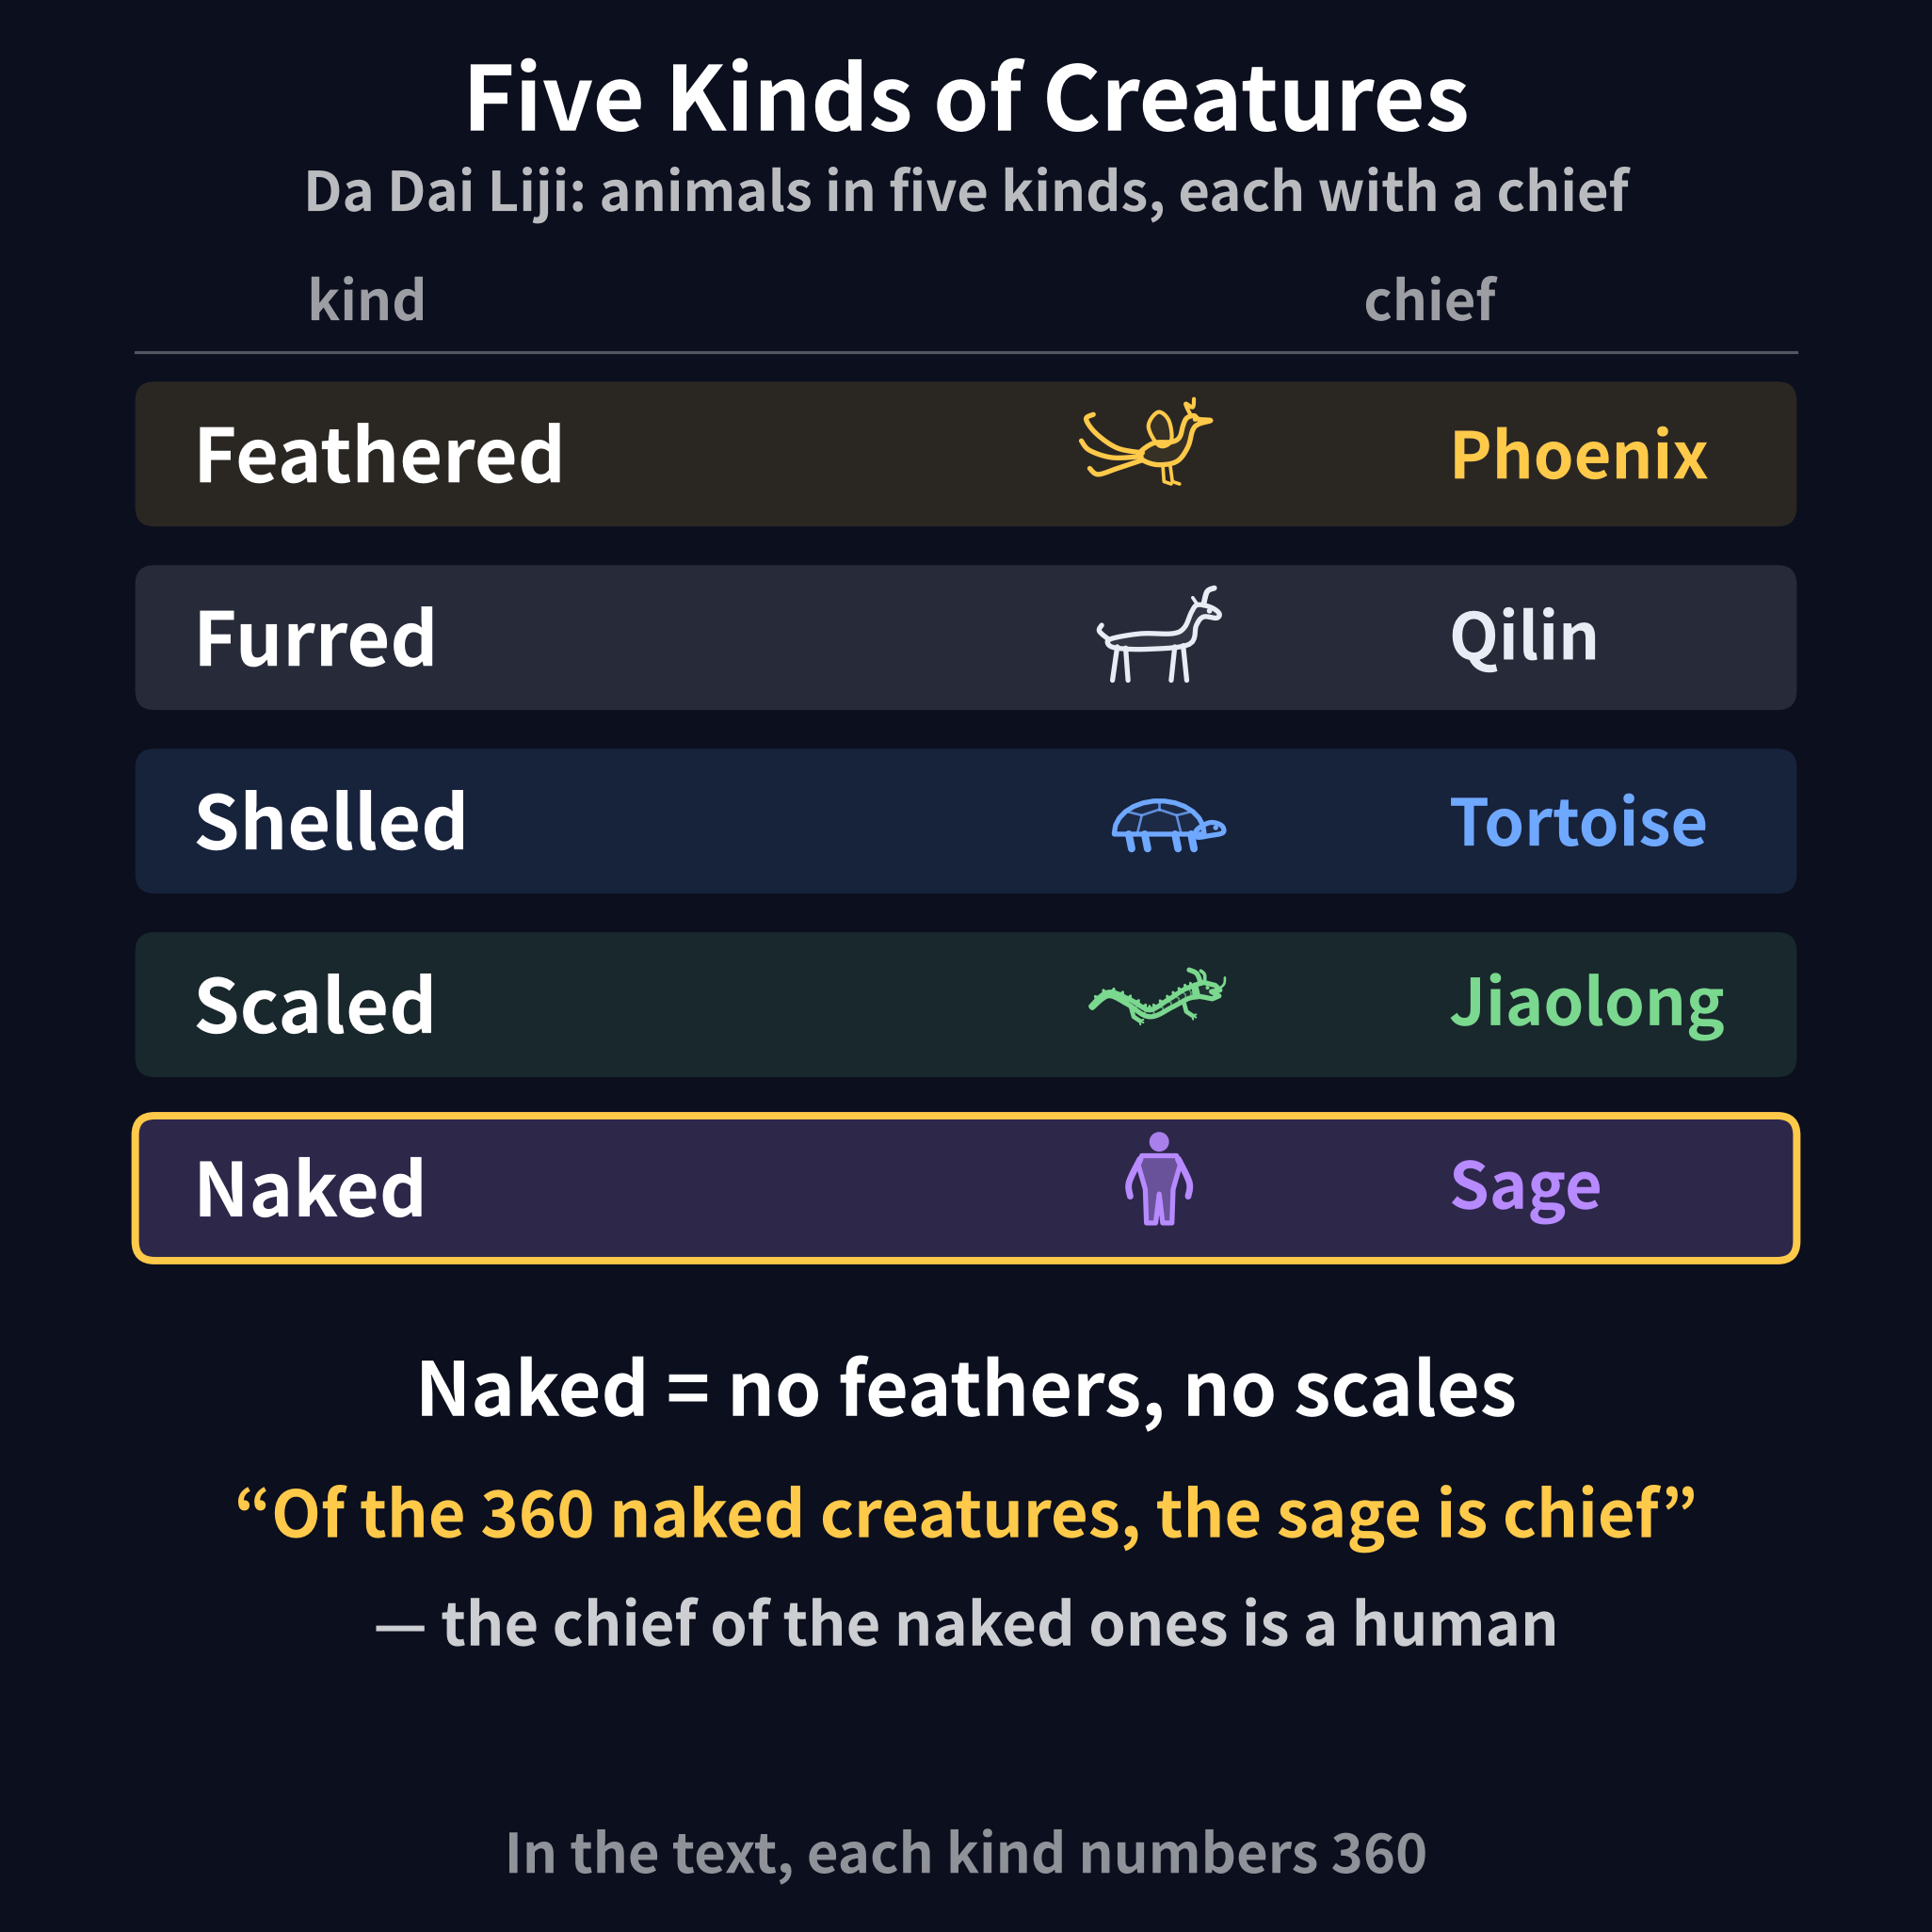 Five Kinds of Creatures
Da Dai Liji: animals in five kinds, each with a chief
kind chief
Feathered Phoenix
Furred Qilin
Shelled Tortoise
Scaled Jiaolong
Naked Sage
Naked = no feathers, no scales
“Of the 360 naked creatures, the sage is chief”
— the chief of the naked ones is a human
In the text, each kind numbers 360